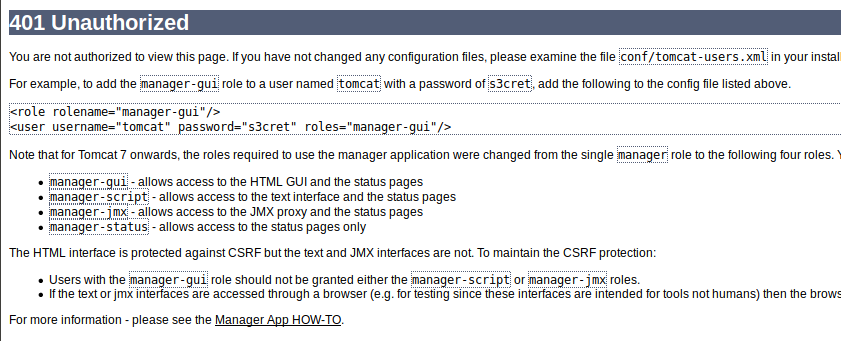 401 Unauthorized
You are not authorized to view this page. If you have not changed any configuration files, please examine the file conf/tomcat-users.xml in your
For example, to add the manager-gui role to a user named tomcat with a password of s3cret, add the following to the config file listed above.
<role rolename="manager-gui"/>
<user username="tomcat" password="s3cret" roles="manager-gui"/>
Note that for Tomcat 7 onwards, the roles required to use the manager application were changed from the single manager role to the following four roles.
• manager-gui - allows access to the HTML GUI and the status pages
• manager-script - allows access to the text interface and the status pages
• manager-jmx - allows access to the JMX proxy and the status pages
• manager-status - allows access to the status pages only
The HTML interface is protected against CSRF but the text and JMX interfaces are not. To maintain the CSRF protection:
• Users with the manager-gui role should not be granted either the manager-script or manager-jmx roles.
• If the text or jmx interfaces are accessed through a browser (e.g. for testing since these interfaces are intended for tools not humans) then the
For more information - please see the Manager App HOW-TO.